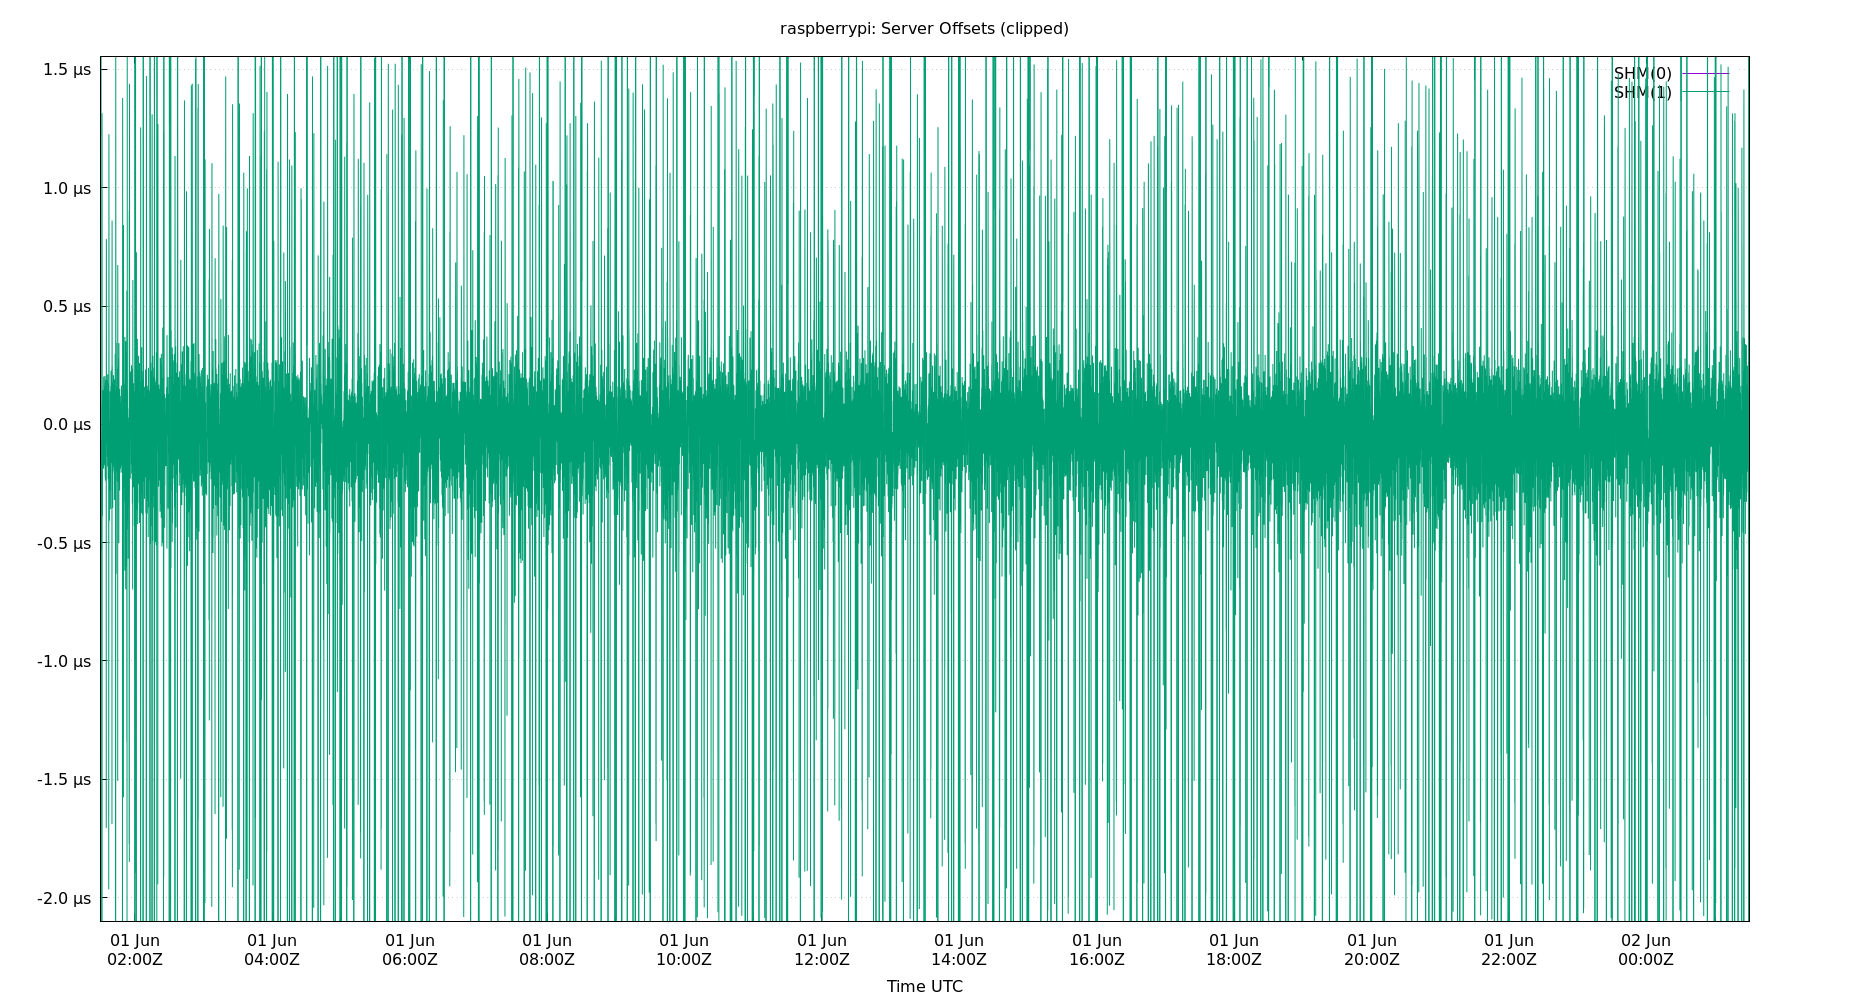 raspberrypi: Server Offsets (clipped)
SHM(0)
SHM(1)
1.5 µs
1.0 µs
0.5 µs
0.0 µs
-0.5 µs
-1.0 µs
-1.5 µs
-2.0 µs
01 Jun 01 Jun 01 Jun 01 Jun 01 Jun 01 Jun 01 Jun 01 Jun 01 Jun 01 Jun 01 Jun 02 Jun
02:00Z 04:00Z 06:00Z 08:00Z 10:00Z 12:00Z 14:00Z 16:00Z 18:00Z 20:00Z 22:00Z 00:00Z
Time UTC